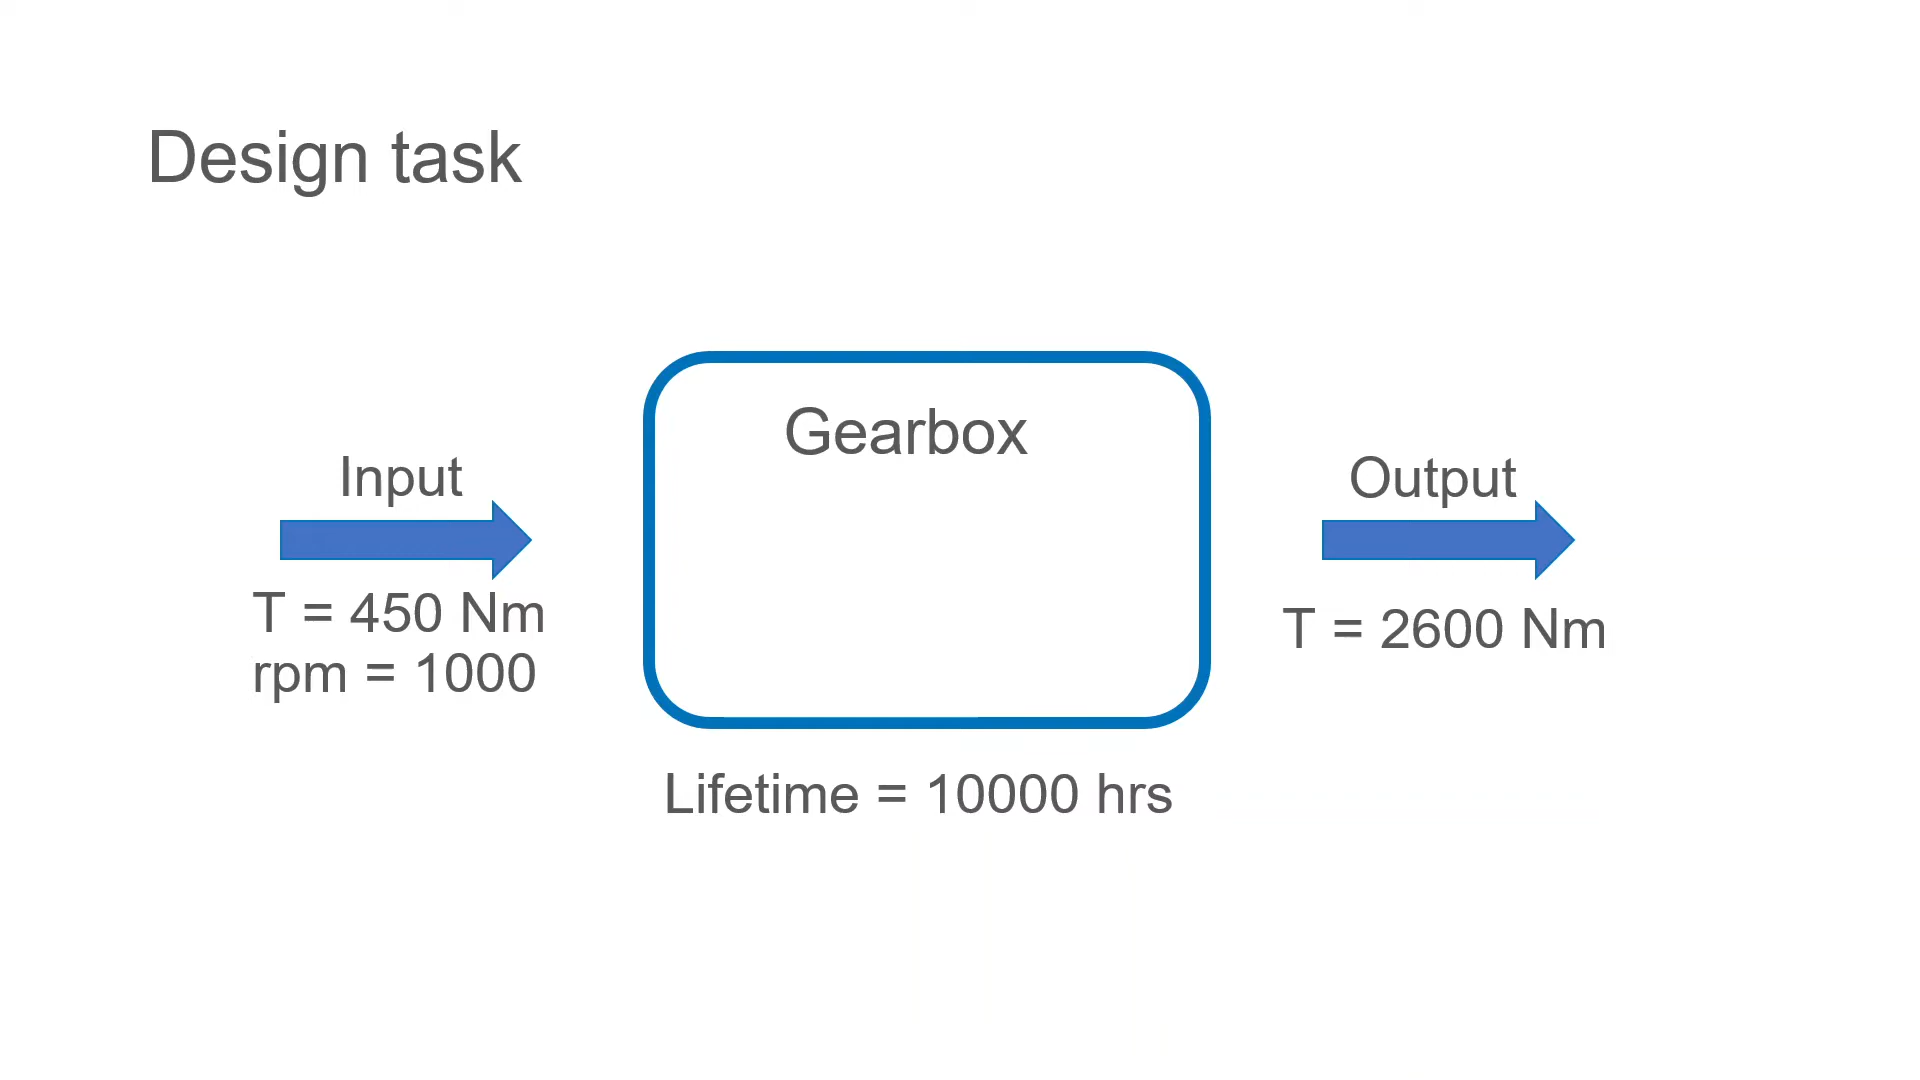 Design task
Gearbox
Input
T = 450 Nm
rpm = 1000
Output
T = 2600 Nm
Lifetime = 10000 hrs